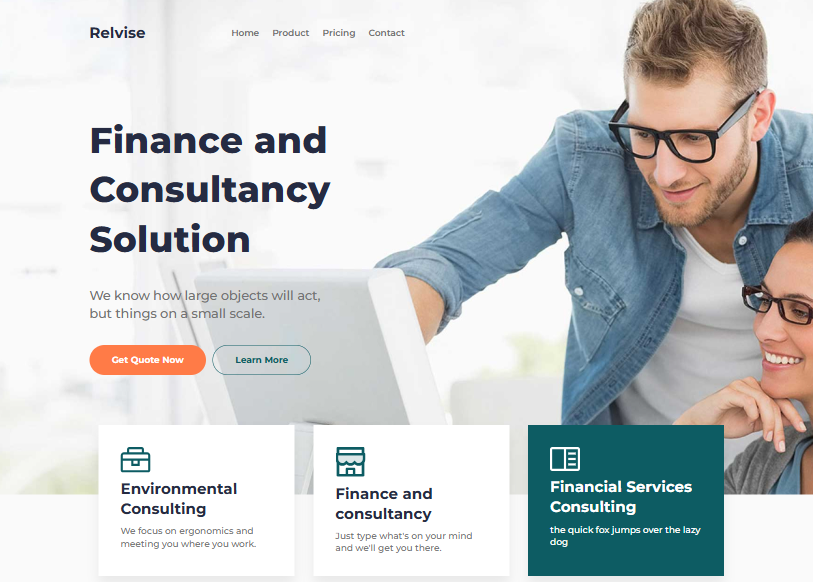 Relvise
Home Product Pricing Contact
Finance and
Consultancy
Solution
We know how large objects will act,
but things on a small scale.
Get Quote Now Learn More
Environmental
Consulting
We focus on ergonomics and
meeting you where you work.
Finance and
consultancy
Just type what's on your mind
and we'll get you there.
Financial Services
Consulting
the quick fox jumps over the lazy
dog